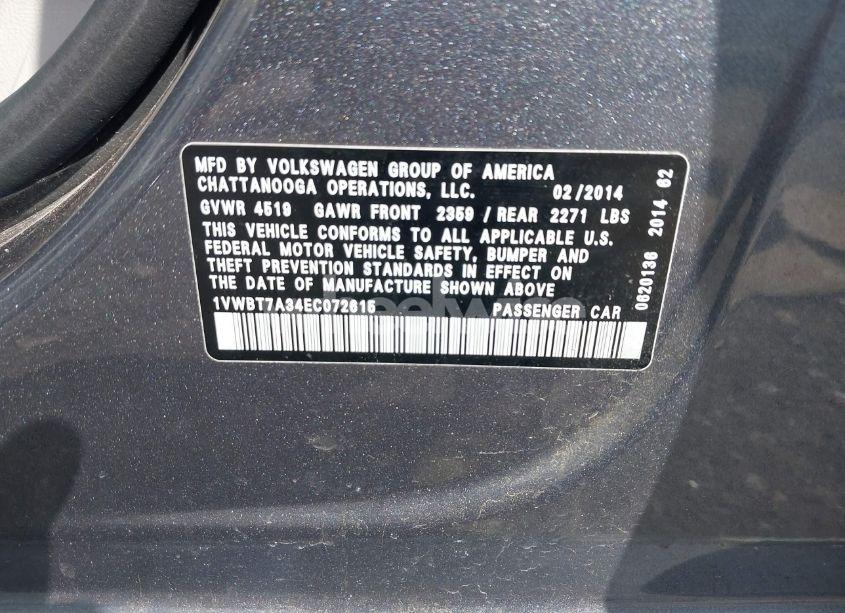 MFD BY VOLKSWAGEN GROUP OF AMERICA
CHATTANOOGA OPERATIONS, LLC. 02/2014
GVWR 4519 GAWR FRONT 2359 / REAR 2271 LBS
THIS VEHICLE CONFORMS TO ALL APPLICABLE U.S.
FEDERAL MOTOR VEHICLE SAFETY, BUMPER AND
THEFT PREVENTION STANDARDS IN EFFECT ON
THE DATE OF MANUFACTURE SHOWN ABOVE
1VWBT7A34EC072615 PASSENGER CAR
0620136 2014 62